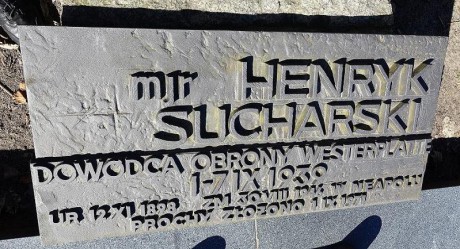 mjr HENRYK
SUCHARSKI
DOWÓDCA OBRONY WESTERPLATTE
1-7 IX 1939
UR. 12 XI 1898 ZM 30 VIII 1946 W NEAPOLU
PROCHY ZŁOŻONO 1 IX 1971